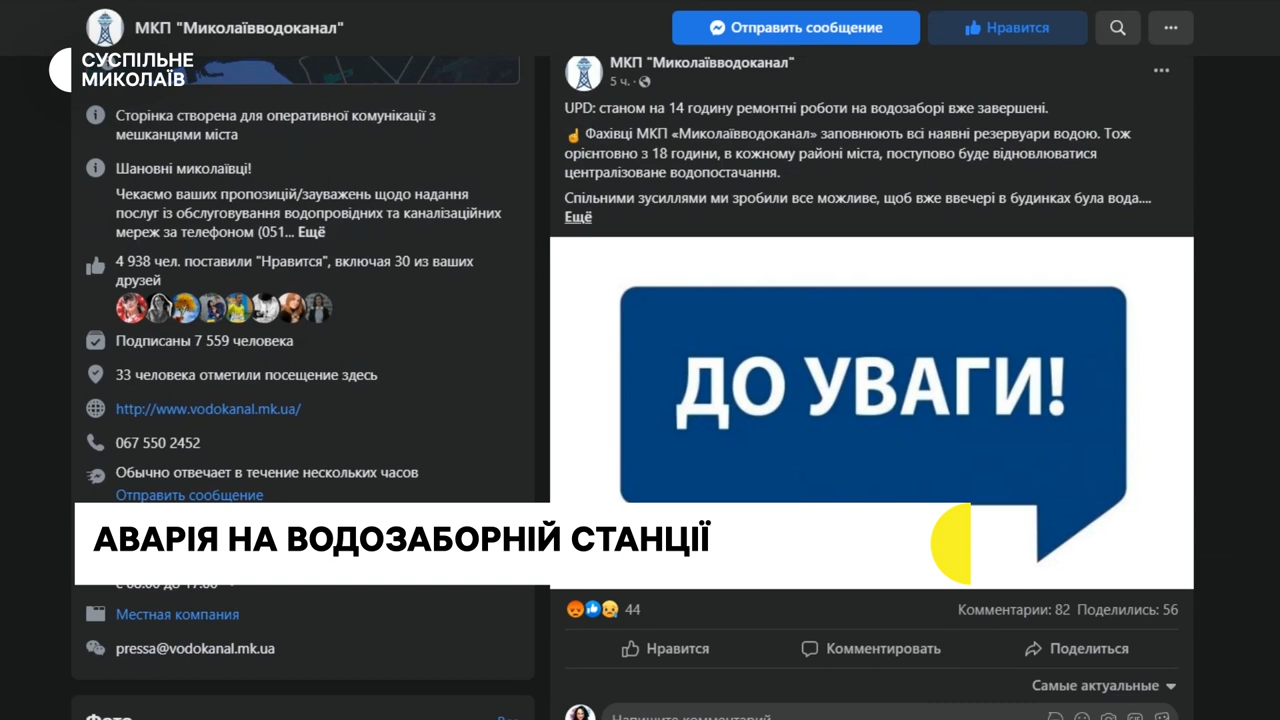 МКП "Миколаївводоканал"
Отправить сообщение
Нравится
СУСПІЛЬНЕ
МИКОЛАЇВ
Сторінка створена для оперативної комунікації з
мешканцями міста
Шановні миколаївці!
Чекаємо ваших пропозицій/зауважень щодо надання
послуг із обслуговування водопровідних та каналізаційних
мереж за телефоном (051... Ещё
4 938 чел. поставили "Нравится", включая 30 из ваших
друзей
Подписаны 7 559 человека
33 человека отметили посещение здесь
http://www.vodokanal.mk.ua/
067 550 2452
Обычно отвечает в течение нескольких часов
Отправить сообщение
Местная компания
pressa@vodokanal.mk.ua
Фото
МКП "Миколаївводоканал"
5 ч. ·
UPD: станом на 14 годину ремонтні роботи на водозаборі вже завершені.
☝ Фахівці МКП «Миколаївводоканал» заповнюють всі наявні резервуари водою. Тож
орієнтовно з 18 години, в кожному районі міста, поступово буде відновлюватися
централізоване водопостачання.
Спільними зусиллями ми зробили все можливе, щоб вже ввечері в будинках була вода....
Ещё
ДО УВАГИ!
АВАРІЯ НА ВОДОЗАБОРНІЙ СТАНЦІЇ
44
Комментарии: 82 Поделились: 56
Нравится
Комментировать
Поделиться
Самые актуальные
Напишите комментарий